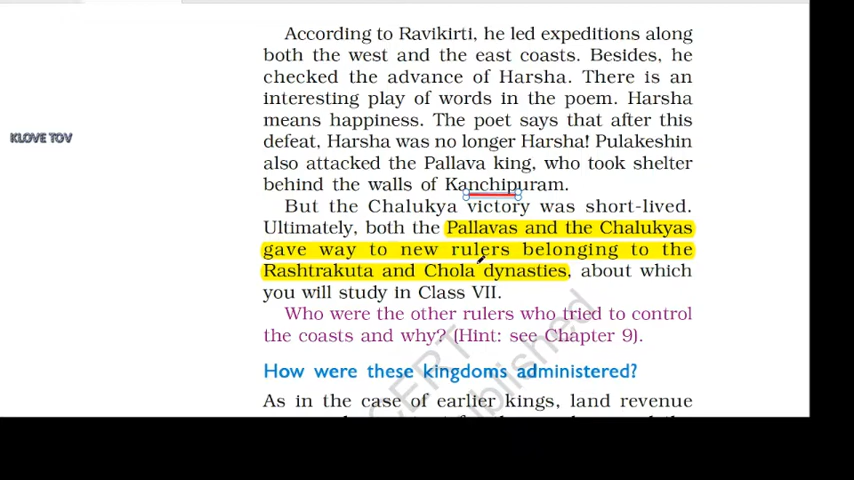 According to Ravikirti, he led expeditions along
both the west and the east coasts. Besides, he
checked the advance of Harsha. There is an
interesting play of words in the poem. Harsha
means happiness. The poet says that after this
KLOVE TOV
defeat, Harsha was no longer Harsha! Pulakeshin
also attacked the Pallava king, who took shelter
behind the walls of Kanchipuram.
But the Chalukya victory was short-lived.
Ultimately, both the Pallavas and the Chalukyas
gave way to new rulers belonging to the
Rashtrakuta and Chola dynasties, about which
you will study in Class VII.
Who were the other rulers who tried to control
the coasts and why? (Hint: see Chapter 9).
How were these kingdoms administered?
As in the case of earlier kings, land revenue